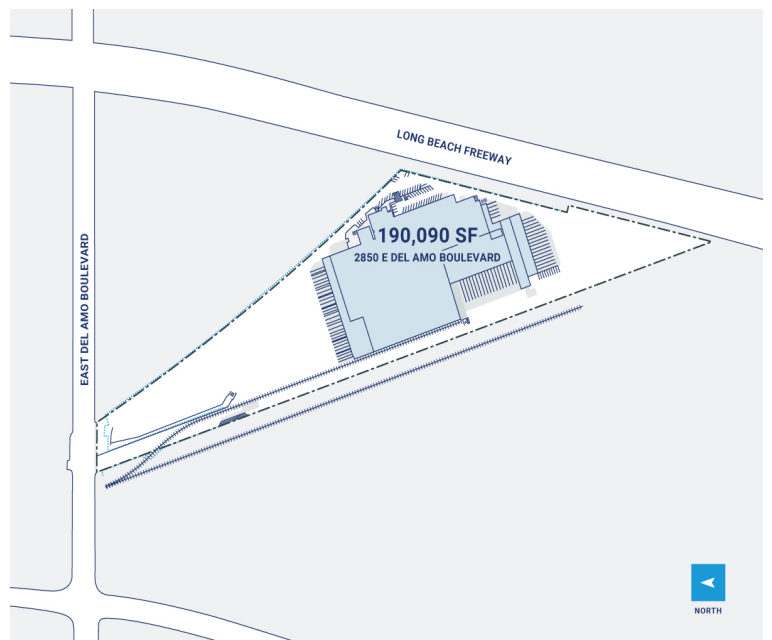 LONG BEACH FREEWAY
190,090 SF
2850 E DEL AMO BOULEVARD
EAST DEL AMO BOULEVARD
NORTH